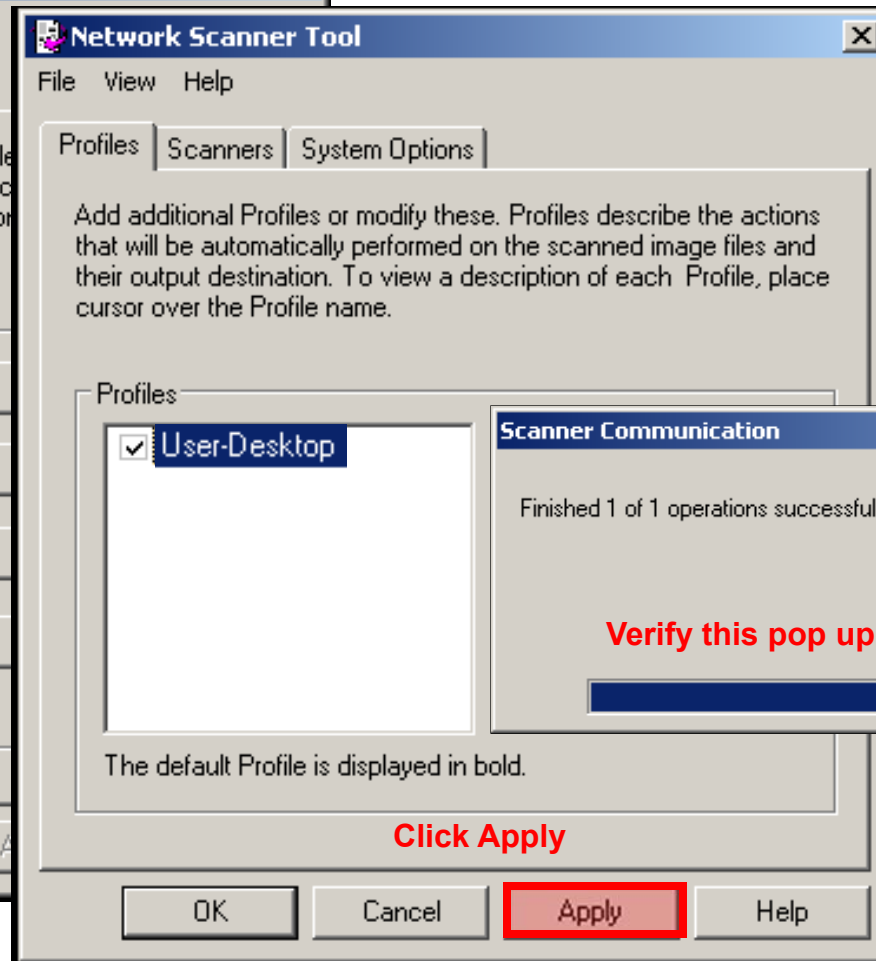 Network Scanner Tool
File View Help
Profiles Scanners System Options
Add additional Profiles or modify these. Profiles describe the actions
that will be automatically performed on the scanned image files and
their output destination. To view a description of each Profile, place
cursor over the Profile name.
Profiles
User-Desktop
Scanner Communication
Finished 1 of 1 operations successful
Verify this pop up
The default Profile is displayed in bold.
Click Apply
OK Cancel Apply Help